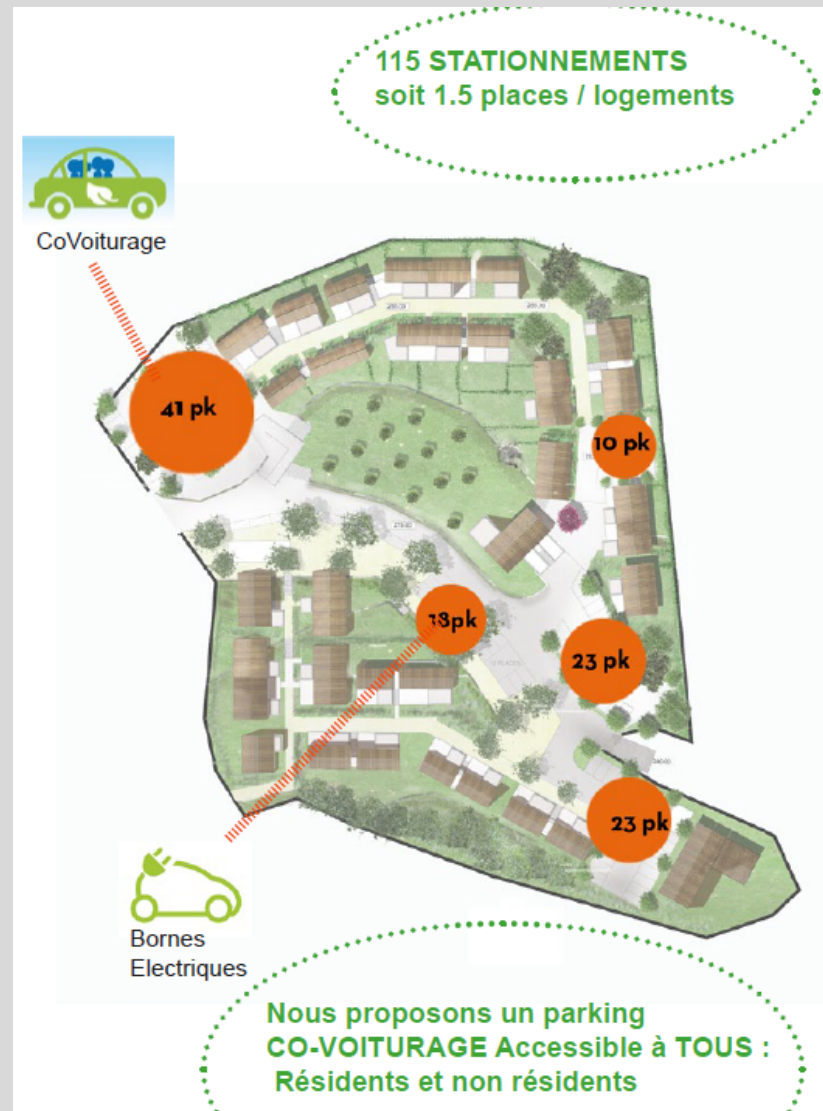 115 STATIONNEMENTS
soit 1.5 places / logements
CoVoiturage
41 pk
10 pk
18pk
23 pk
23 pk
Bornes
Electriques
Nous proposons un parking
CO-VOITURAGE Accessible à TOUS :
Résidents et non résidents